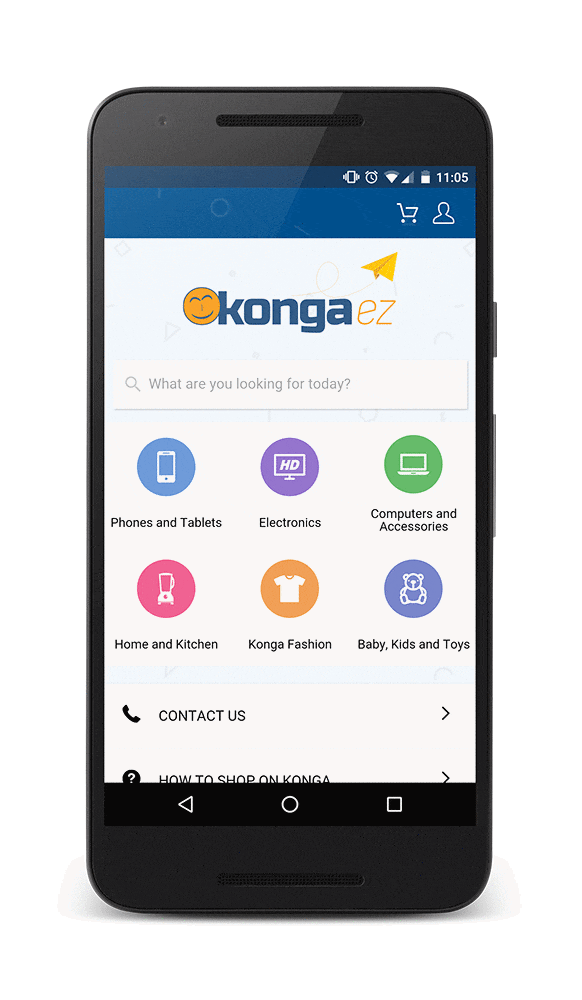 11:05
konga ez
What are you looking for today?
HD
Phones and Tablets
Electronics
Computers and
Accessories
Home and Kitchen
Konga Fashion
Baby, Kids and Toys
CONTACT US
HOW TO SHOP ON KONGA